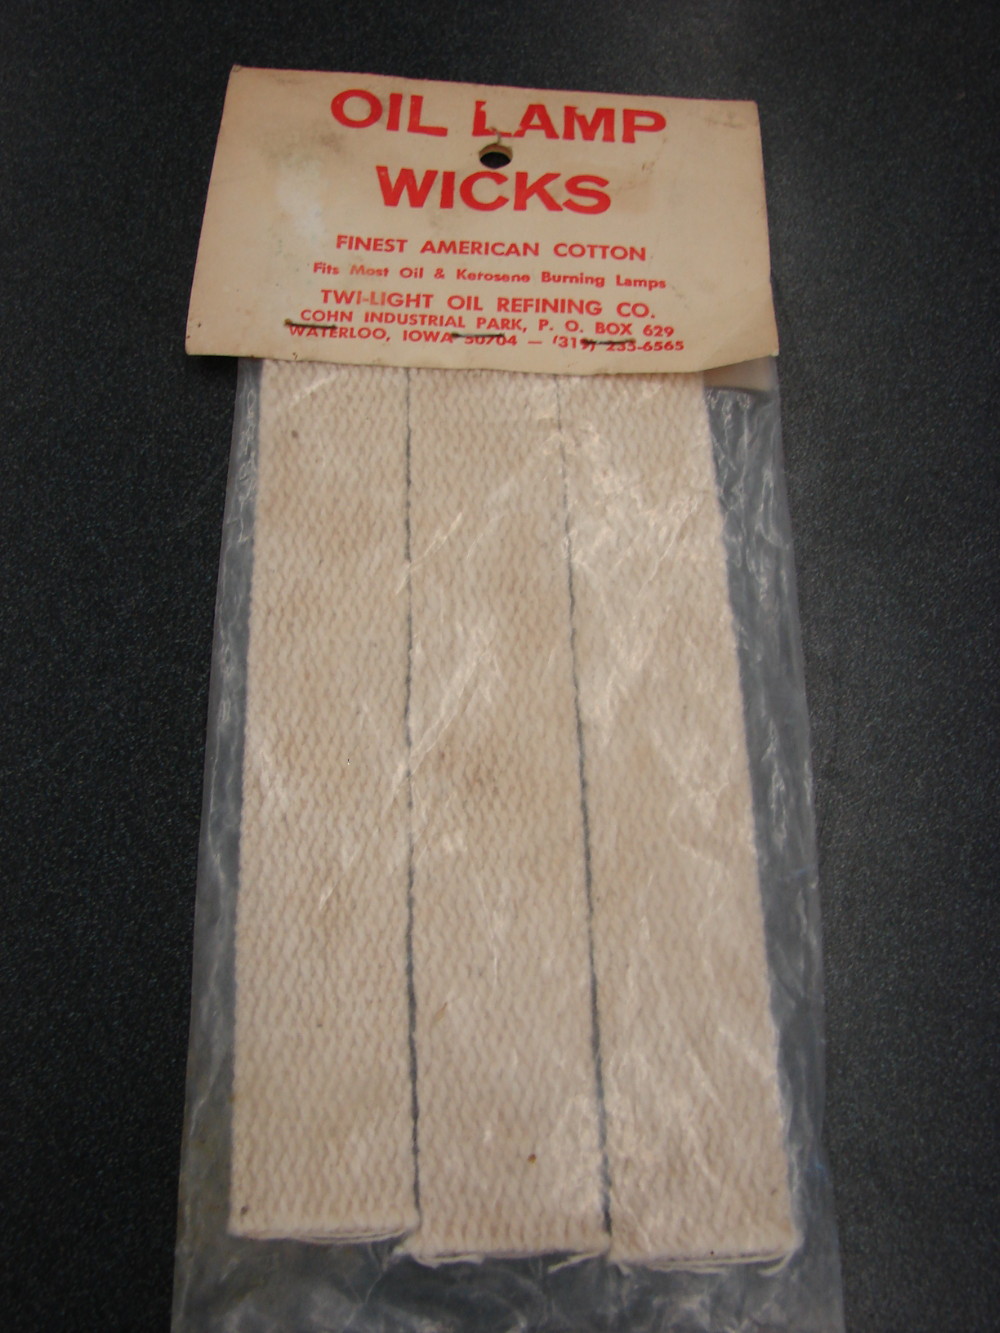 OIL LAMP
WICKS
FINEST AMERICAN COTTON
Fits Most Oil & Kerosene Burning Lamps
TWI-LIGHT OIL REFINING CO.
COHN INDUSTRIAL PARK, P. O. BOX 629
WATERLOO, IOWA 50704 — (319) 233-6565